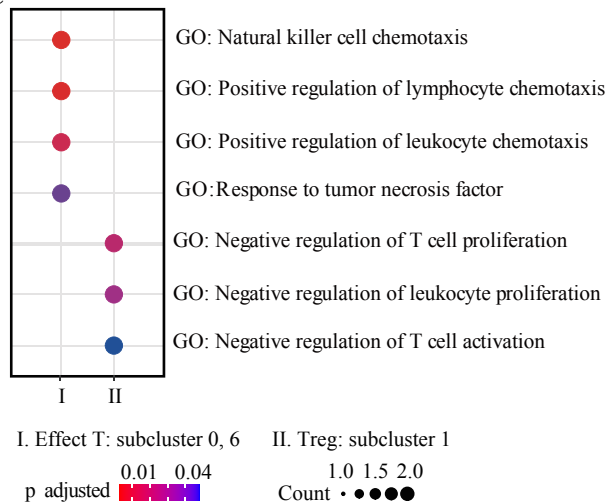 GO: Natural killer cell chemotaxis
GO: Positive regulation of lymphocyte chemotaxis
GO: Positive regulation of leukocyte chemotaxis
GO:Response to tumor necrosis factor
GO: Negative regulation of T cell proliferation
GO: Negative regulation of leukocyte proliferation
GO: Negative regulation of T cell activation
I II
I. Effect T: subcluster 0, 6 II. Treg: subcluster 1
0.01 0.04 1.0 1.5 2.0
p adjusted Count